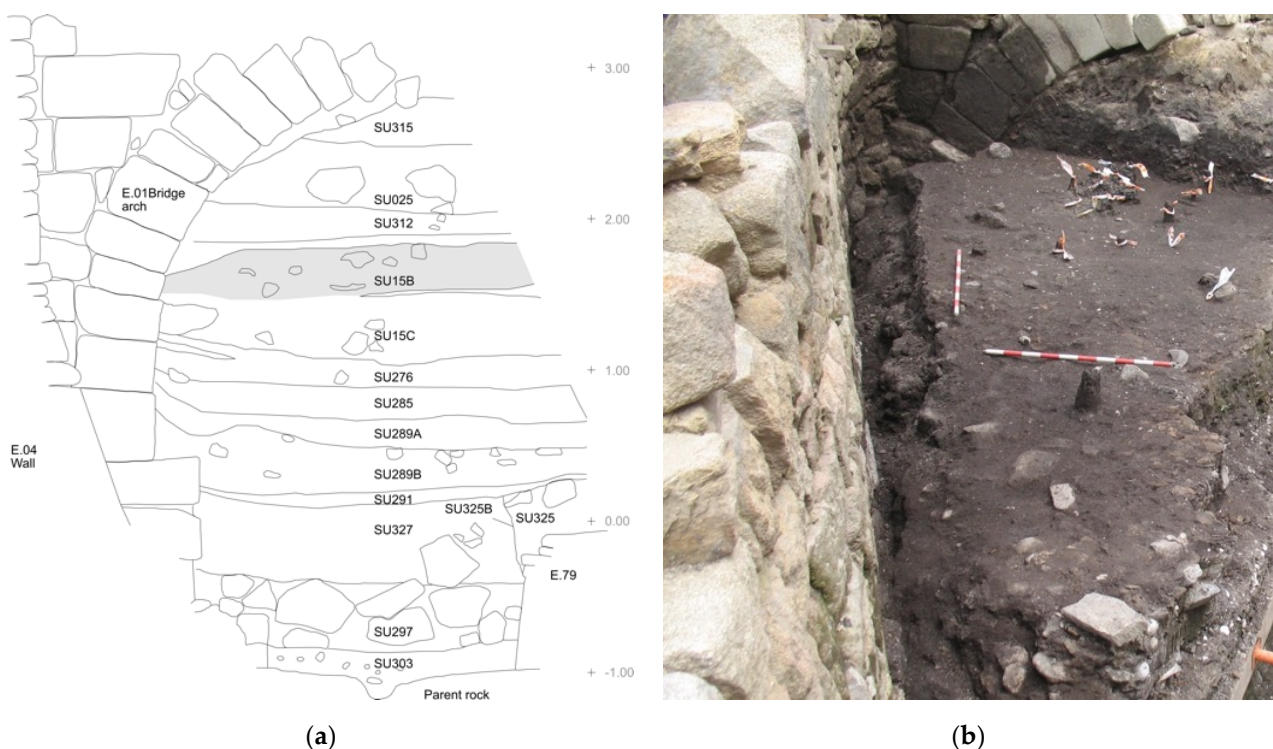 3.00
SU315
E.01Bridge
arch
SU025
2.00
SU312
SU15B
SU15C
1.00
SU276
SU285
SU289A
E.04
Wall
SU289B
SU291
SU325B
SU325
0.00
SU327
E.79
SU297
SU303
-1.00
Parent rock
(a)
(b)